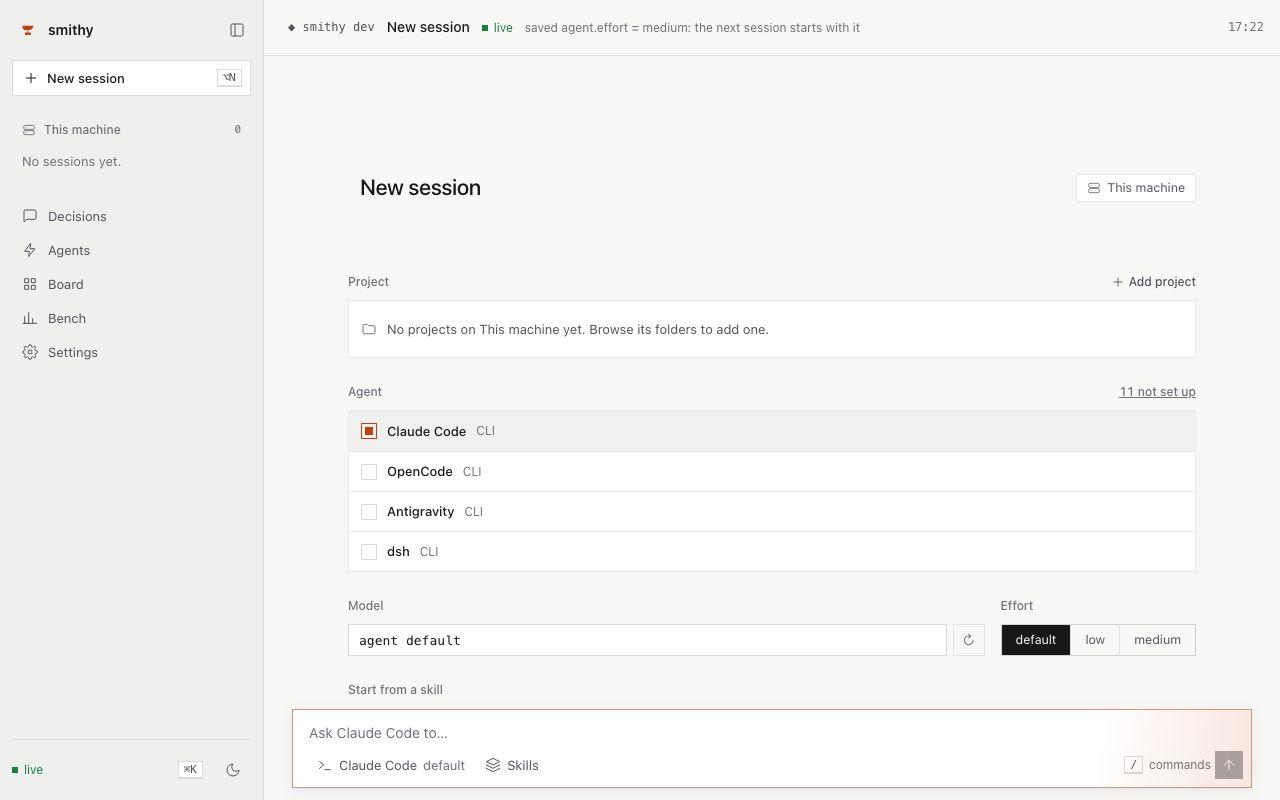 smithy
New session ⌥N
This machine 0
No sessions yet.
Decisions
Agents
Board
Bench
Settings
live ⌘K
◆ smithy dev New session live saved agent.effort = medium: the next session starts with it 17:22
New session This machine
Project + Add project
No projects on This machine yet. Browse its folders to add one.
Agent 11 not set up
Claude Code CLI
OpenCode CLI
Antigravity CLI
dsh CLI
Model Effort
agent default default low medium
Start from a skill
Ask Claude Code to...
Claude Code default Skills / commands